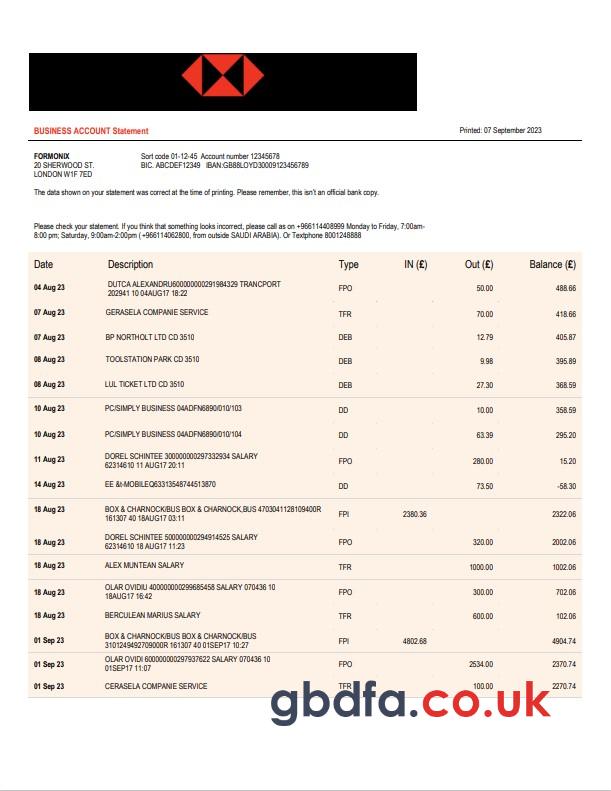 BUSINESS ACCOUNT Statement Printed: 07 September 2023
FORMONIX Sort code 01-12-45 Account number 12345678
20 SHERWOOD ST. BIC. ABCDEF12349 IBAN:GB88LOYD30009123456789
LONDON W1F 7ED
The data shown on your statement was correct at the time of printing. Please remember, this isn't an official bank copy.
Please check your statement. If you think that something looks incorrect, please call as on +966114408999 Monday to Friday, 7:00am-
8:00 pm; Saturday, 9:00am-2:00pm ( +966114062800, from outside SAUDI ARABIA). Or Textphone 8001248888
Date Description Type IN (£) Out (£) Balance (£)
04 Aug 23 DUTCA ALEXANDRU600000000291984329 TRANCPORT FPO 50.00 488.66
202941 10 04AUG17 18:22
07 Aug 23 GERASELA COMPANIE SERVICE TFR 70.00 418.66
07 Aug 23 BP NORTHOLT LTD CD 3510 DEB 12.79 405.87
08 Aug 23 TOOLSTATION PARK CD 3510 DEB 9.98 395.89
08 Aug 23 LUL TICKET LTD CD 3510 DEB 27.30 368.59
10 Aug 23 PC/SIMPLY BUSINESS 04ADFN6890/010/103 DD 10.00 358.59
10 Aug 23 PC/SIMPLY BUSINESS 04ADFN6890/010/104 DD 63.39 295.20
11 Aug 23 DOREL SCHINTEE 300000000297332934 SALARY FPO 280.00 15.20
62314610 11 AUG17 20:11
14 Aug 23 EE &t-MOBILEQ63313548744513870 DD 73.50 -58.30
18 Aug 23 BOX & CHARNOCK/BUS BOX & CHARNOCK,BUS 4703041128109400R FPI 2380.36 2322.06
161307 40 18AUG17 03:11
18 Aug 23 DOREL SCHINTEE 500000000294914525 SALARY FPO 320.00 2002.06
62314610 18 AUG17 11:23
18 Aug 23 ALEX MUNTEAN SALARY TFR 1000.00 1002.06
18 Aug 23 OLAR OVIDIU 400000000299685458 SALARY 070436 10 FPO 300.00 702.06
18AUG17 16:42
18 Aug 23 BERCULEAN MARIUS SALARY TFR 600.00 102.06
01 Sep 23 BOX & CHARNOCK/BUS BOX & CHARNOCK/BUS FPI 4802.68 4904.74
3101249492709000R 161307 40 01SEP17 10:27
01 Sep 23 OLAR OVIDI 600000000297937622 SALARY 070436 10 FPO 2534.00 2370.74
01SEP17 11:07
01 Sep 23 CERASELA COMPANIE SERVICE TFR 100.00 2270.74
gbdfa.co.uk